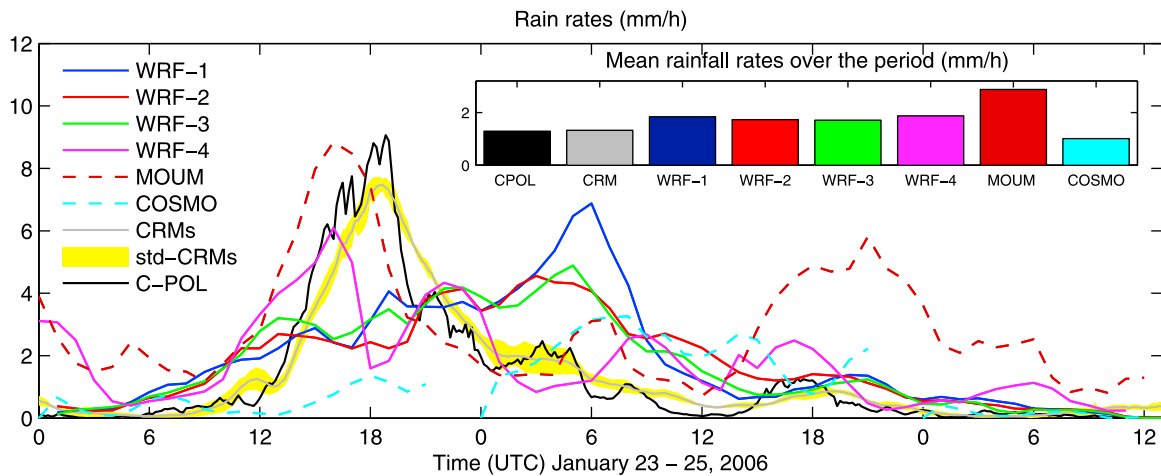 Rain rates (mm/h)
12
10
8
6
4
2
0
WRF-1
WRF-2
WRF-3
WRF-4
MOUM
COSMO
CRMs
std-CRMs
C-POL
Mean rainfall rates over the period (mm/h)
2
0
CPOL CRM WRF-1 WRF-2 WRF-3 WRF-4 MOUM COSMO
0 6 12 18 0 6 12 18 0 6 12
Time (UTC) January 23 - 25, 2006